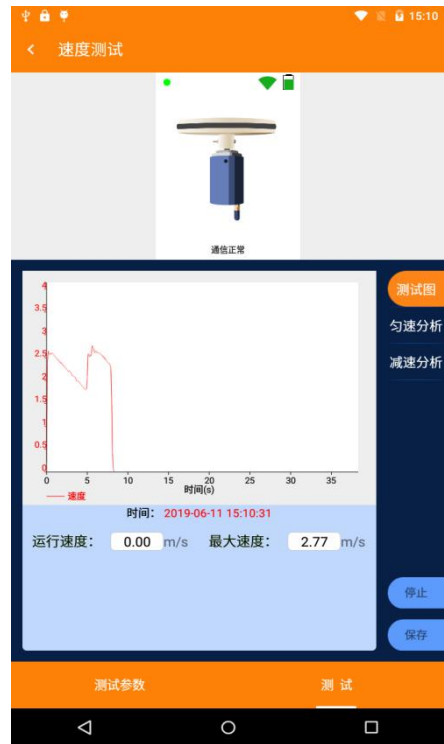 15:10
速度测试
通信正常
测试图
匀速分析
减速分析
4
3.5
3
2.5
2
1.5
1
0.5
0
0 5 10 15 20 25 30 35
时间(s)
速度
时间： 2019-06-11 15:10:31
运行速度： 0.00 m/s 最大速度： 2.77 m/s
停止
保存
测试参数 测 试